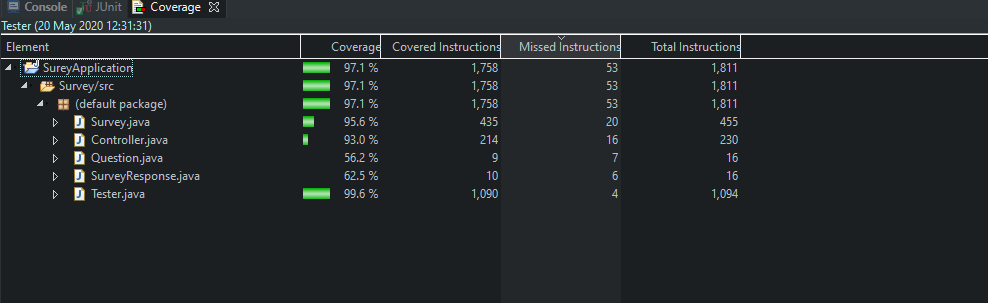 Console JUnit Coverage
Tester (20 May 2020 12:31:31)
Element Coverage Covered Instructions Missed Instructions Total Instructions
SureyApplication 97.1 % 1,758 53 1,811
Survey/src 97.1 % 1,758 53 1,811
(default package) 97.1 % 1,758 53 1,811
Survey.java 95.6 % 435 20 455
Controller.java 93.0 % 214 16 230
Question.java 56.2 % 9 7 16
SurveyResponse.java 62.5 % 10 6 16
Tester.java 99.6 % 1,090 4 1,094